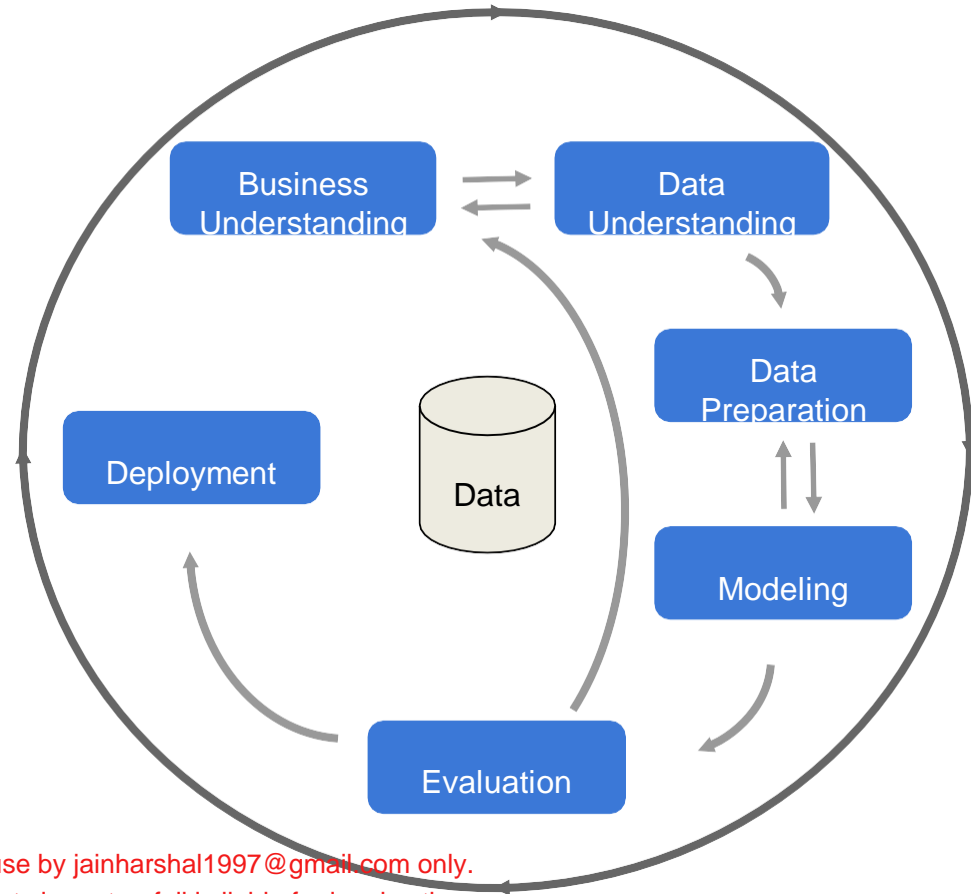 Business
Understanding
Data
Understanding
Data
Preparation
Deployment
Data
Modeling
Evaluation
use by jainharshal1997@gmail.com only.